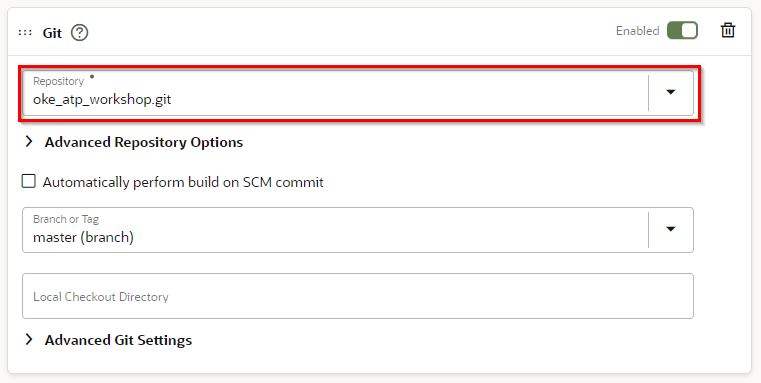 Git
Enabled
Repository
oke_atp_workshop.git
Advanced Repository Options
Automatically perform build on SCM commit
Branch or Tag
master (branch)
Local Checkout Directory
Advanced Git Settings